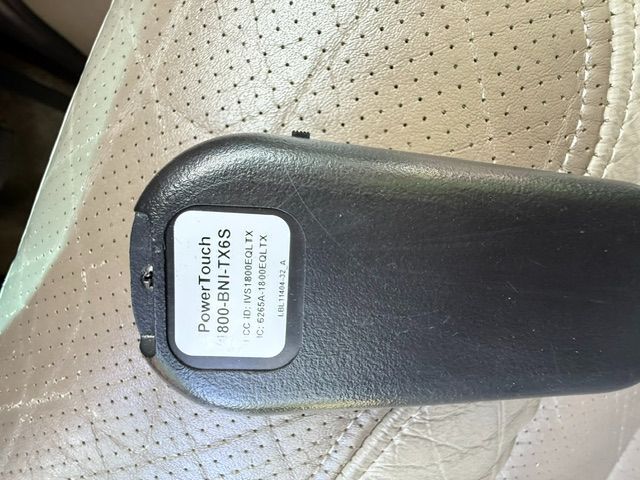 PowerTouch
1800-BNI-TX6S
FCC ID: IVS1800EQLTX
IC: 6265A-1800EQLTX
LBL11404-32_A